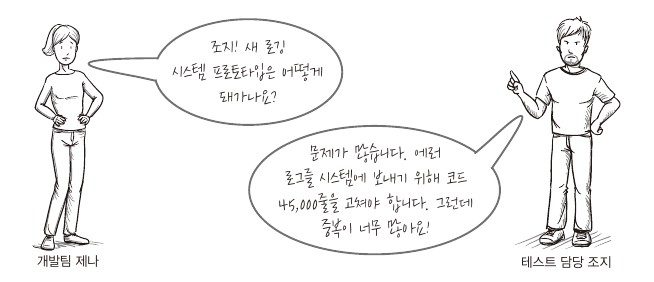 조지! 새 로깅
시스템 프로토타입은 어떻게
돼가나요?
문제가 많습니다. 에러
로그를 시스템에 보내기 위해 코드
45,000줄을 고쳐야 합니다. 그런데
중복이 너무 많아요!
개발팀 제나
테스트 담당 조지